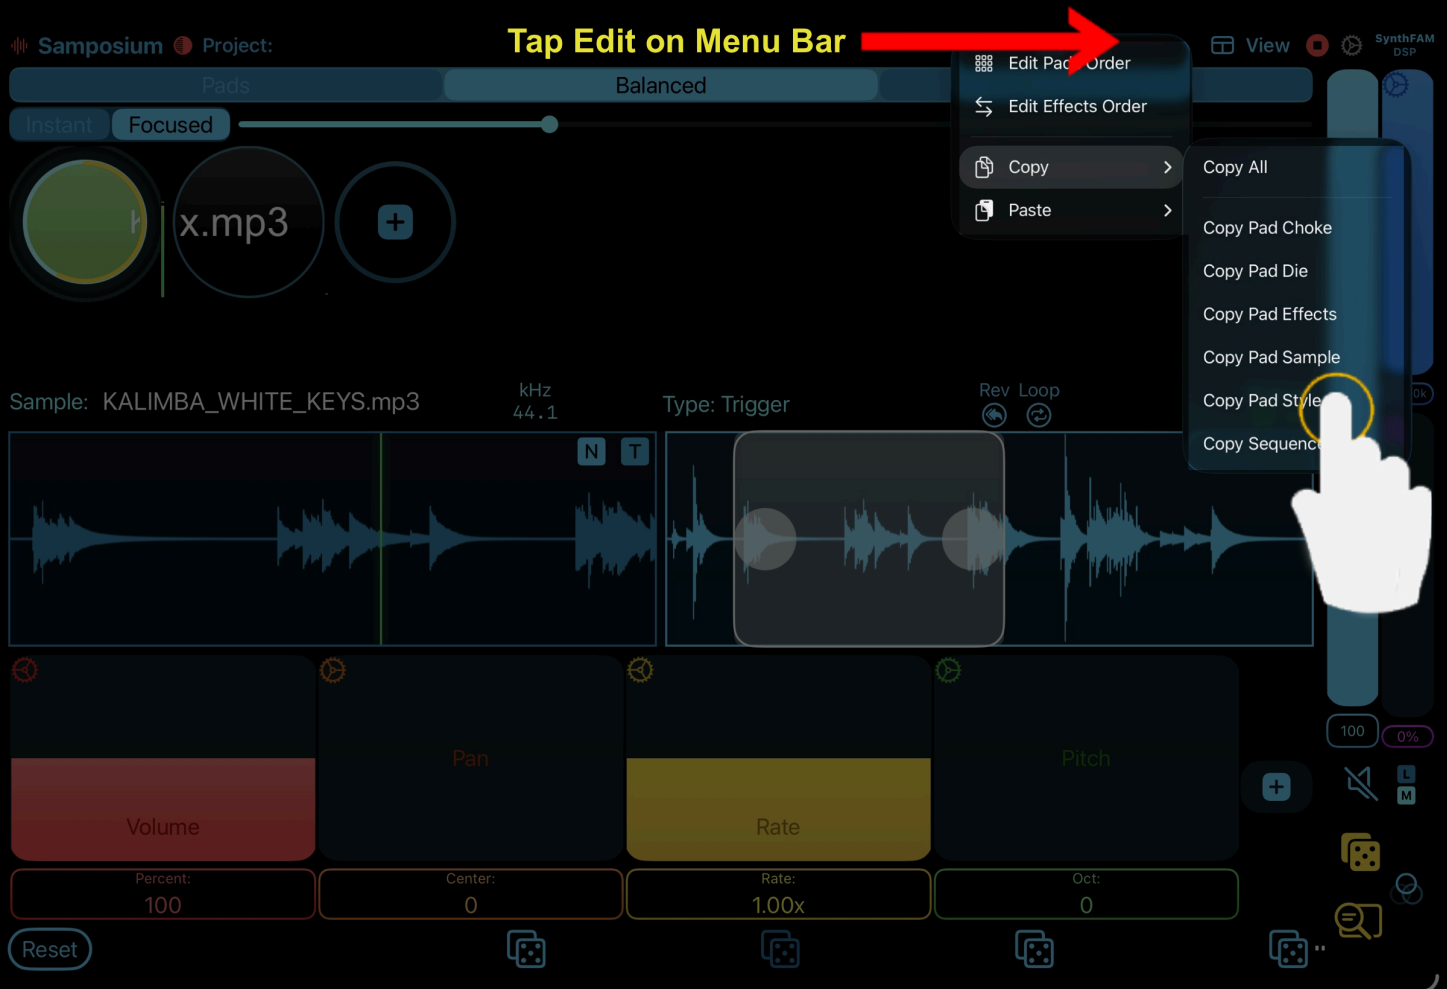 Samposium Project:
Tap Edit on Menu Bar
View
SynthFAM
DSP
Edit Pads Order
Edit Effects Order
Copy
Paste
Copy All
Copy Pad Choke
Copy Pad Die
Copy Pad Effects
Copy Pad Sample
Copy Pad Style
Copy Sequence
Pads
Balanced
Instant
Focused
x.mp3
Sample: KALIMBA_WHITE_KEYS.mp3
kHz
44.1
Type: Trigger
Rev Loop
N T
Volume
Pan
Rate
Pitch
Percent:
100
Center:
0
Rate:
1.00x
Oct:
0
100
0%
L
M
Reset